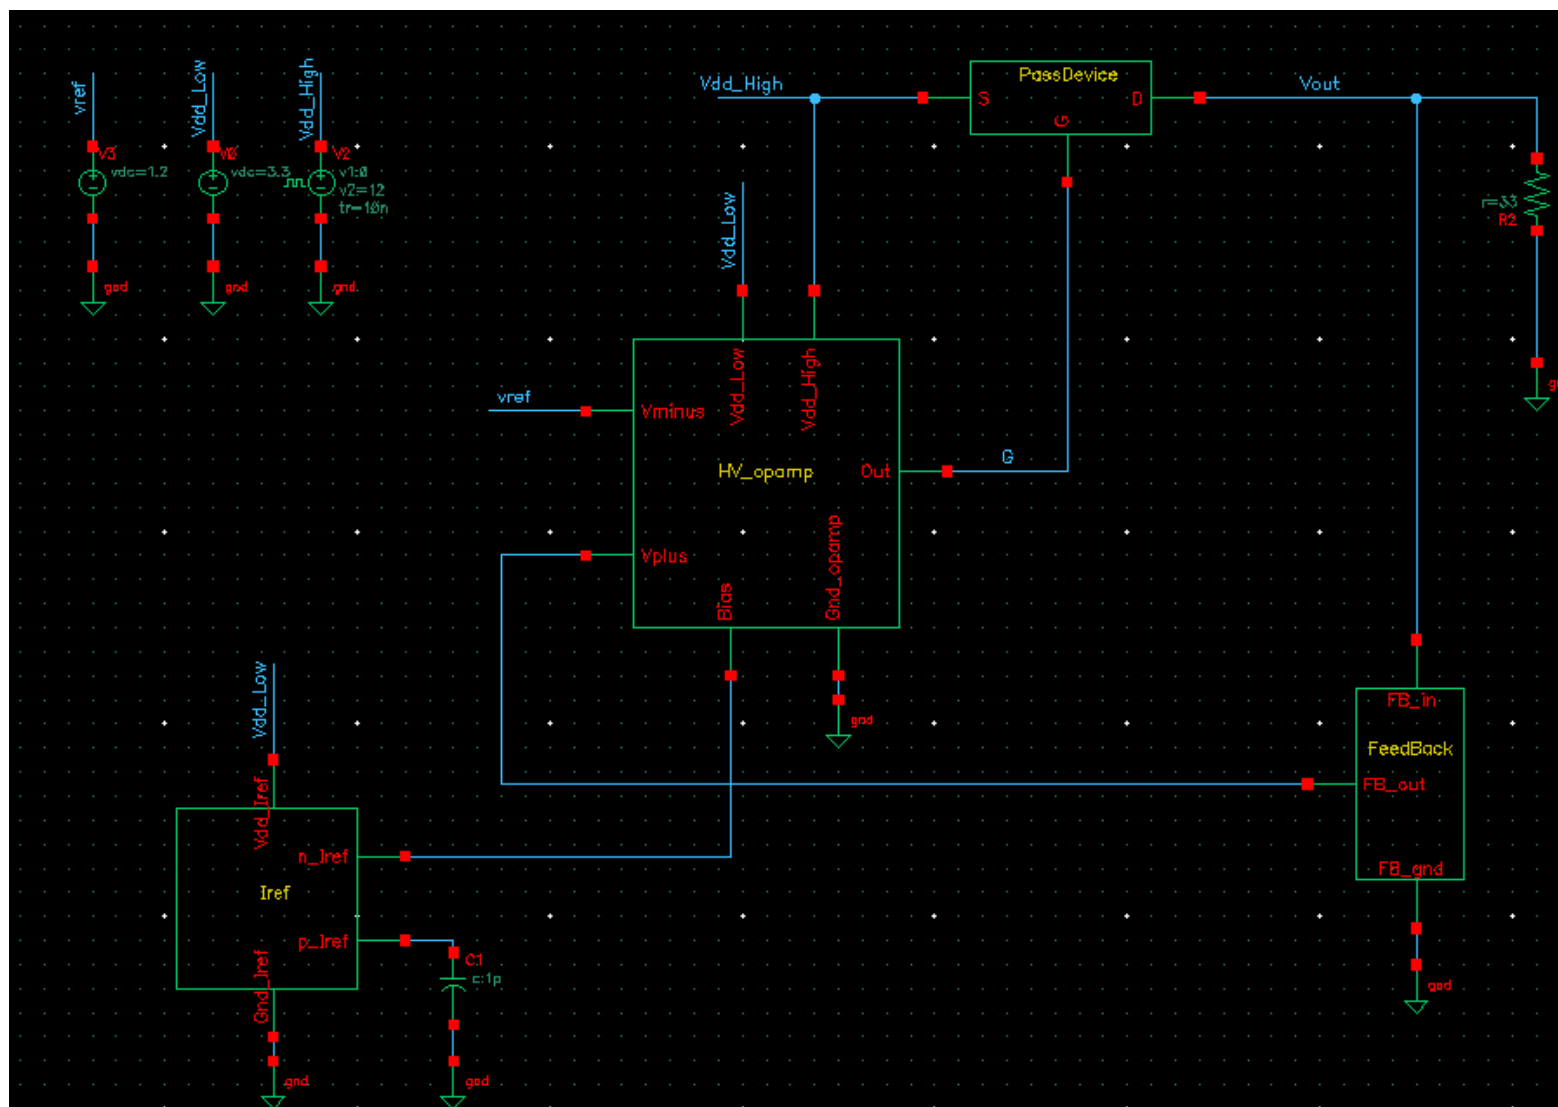 vref
V3
vdc=1.2
gnd
Vdd_Low
V0
vdc=3.3
gnd
Vdd_High
V2
v1:0
v2=12
tr=10n
gnd
Vdd_High
PassDevice
S
D
G
Vout
r=33
R2
Vdd_Low
Vdd_Low
Vdd_High
vref
Vminus
HV_opamp
Out
G
Vplus
Bias
Gnd_opamp
gnd
Vdd_Low
Vdd_Iref
n_Iref
Iref
p_Iref
Gnd_Iref
gnd
C1
c:1p
gnd
FB_in
FeedBack
FB_out
FB_gnd
gnd